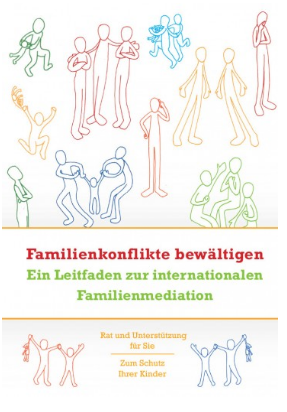 Familienkonflikte bewältigen
Ein Leitfaden zur internationalen
Familienmediation
Rat und Unterstützung
für Sie
Zum Schutz
Ihrer Kinder